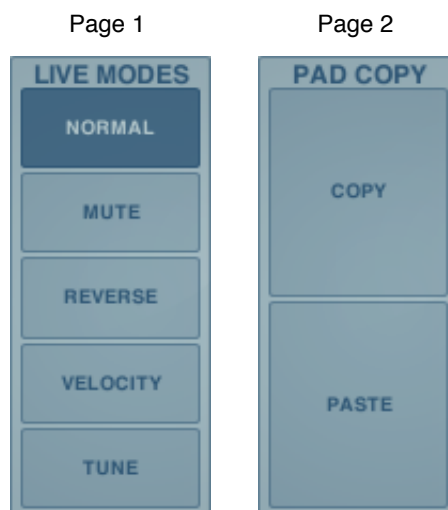 Page 1
LIVE MODES
NORMAL
MUTE
REVERSE
VELOCITY
TUNE
Page 2
PAD COPY
COPY
PASTE